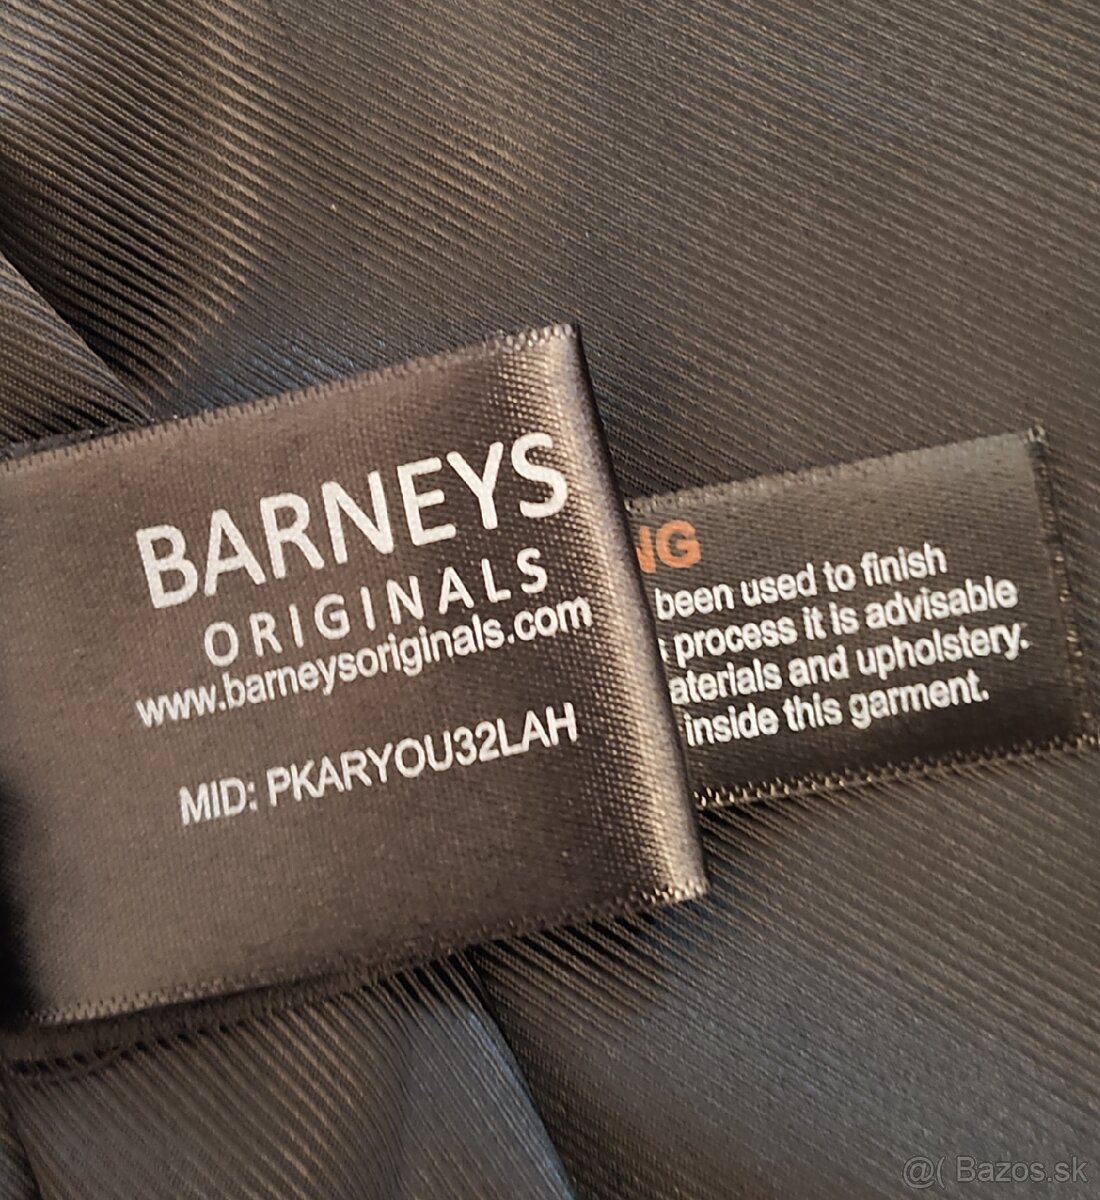 BARNEYS
ORIGINALS
www.barneysoriginals.com
MID: PKARYOU32LAH
NG
been used to finish
process it is advisable
aterials and upholstery.
inside this garment.
@( Bazos.sk